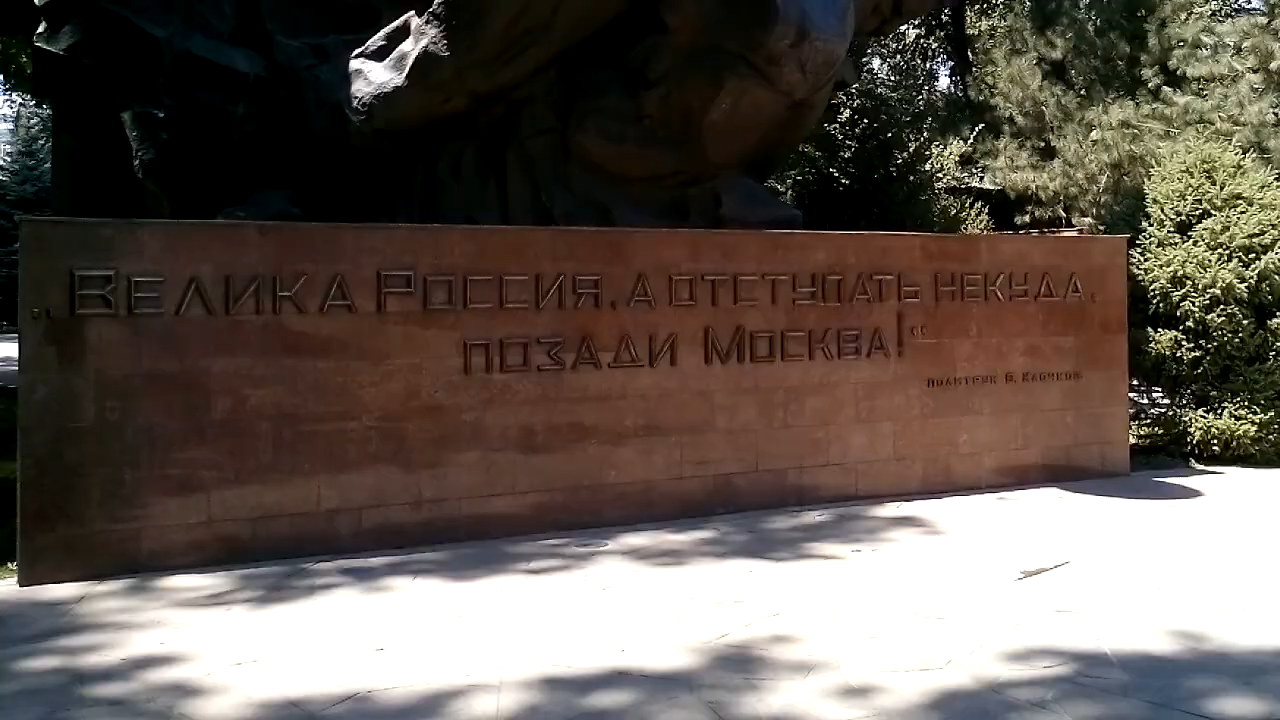 „Велика Россия, а отступать некуда,
позади Москва!“
политрук В. Клочков